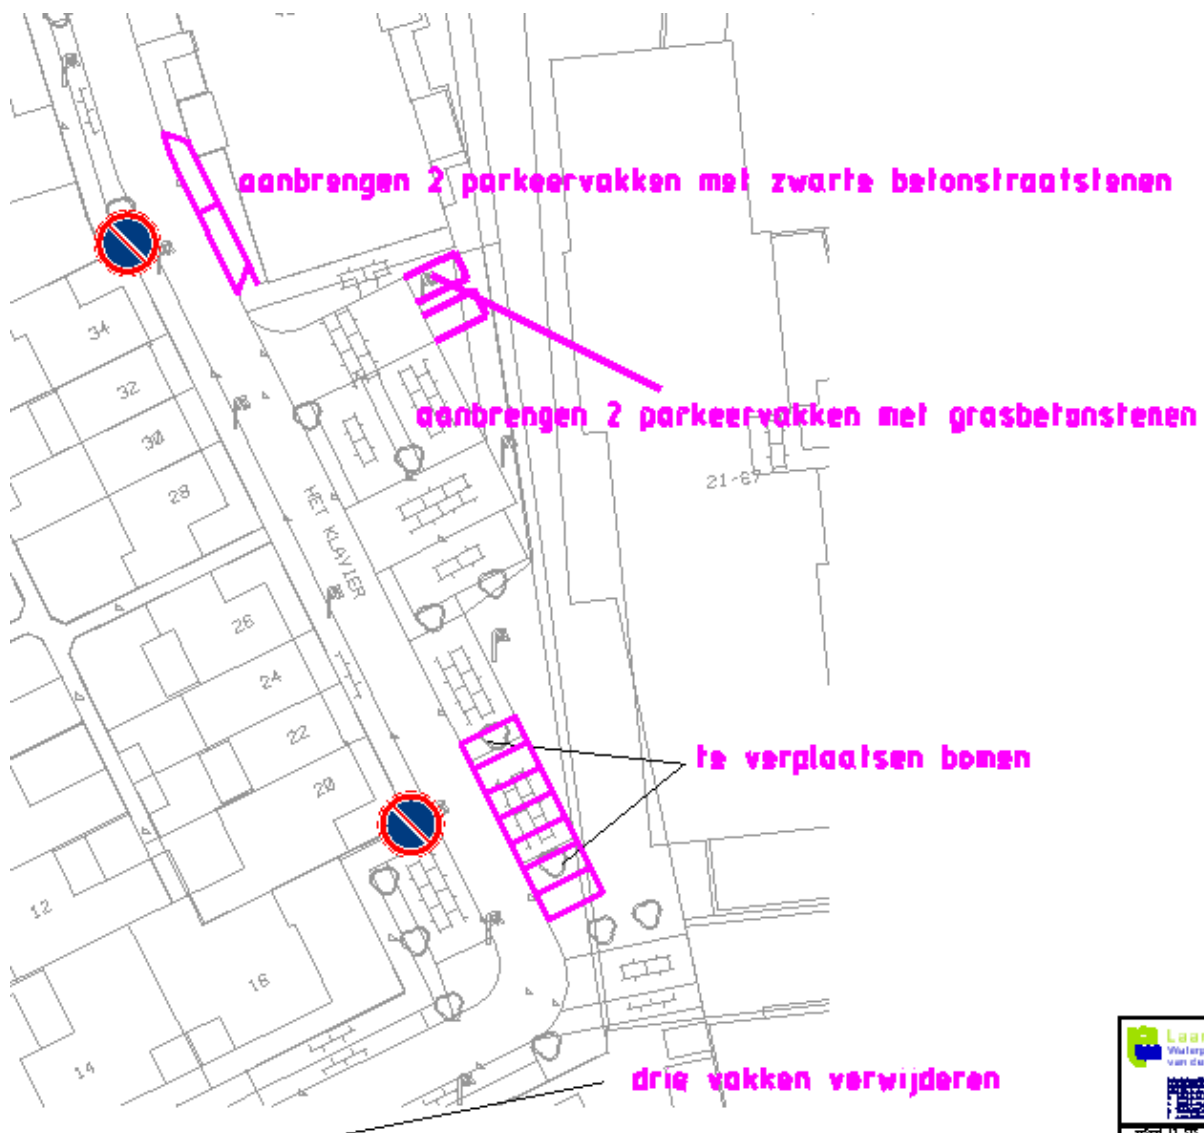 aanbrengen 2 parkeervakken met zwarte betonstraatstenen
34
32
aanbrengen 2 parkeervakken met grasbetonstenen
30
28
21-67
HET KLAVIER
26
24
22
te verplaatsen bomen
20
12
16
14
drie vakken verwijderen